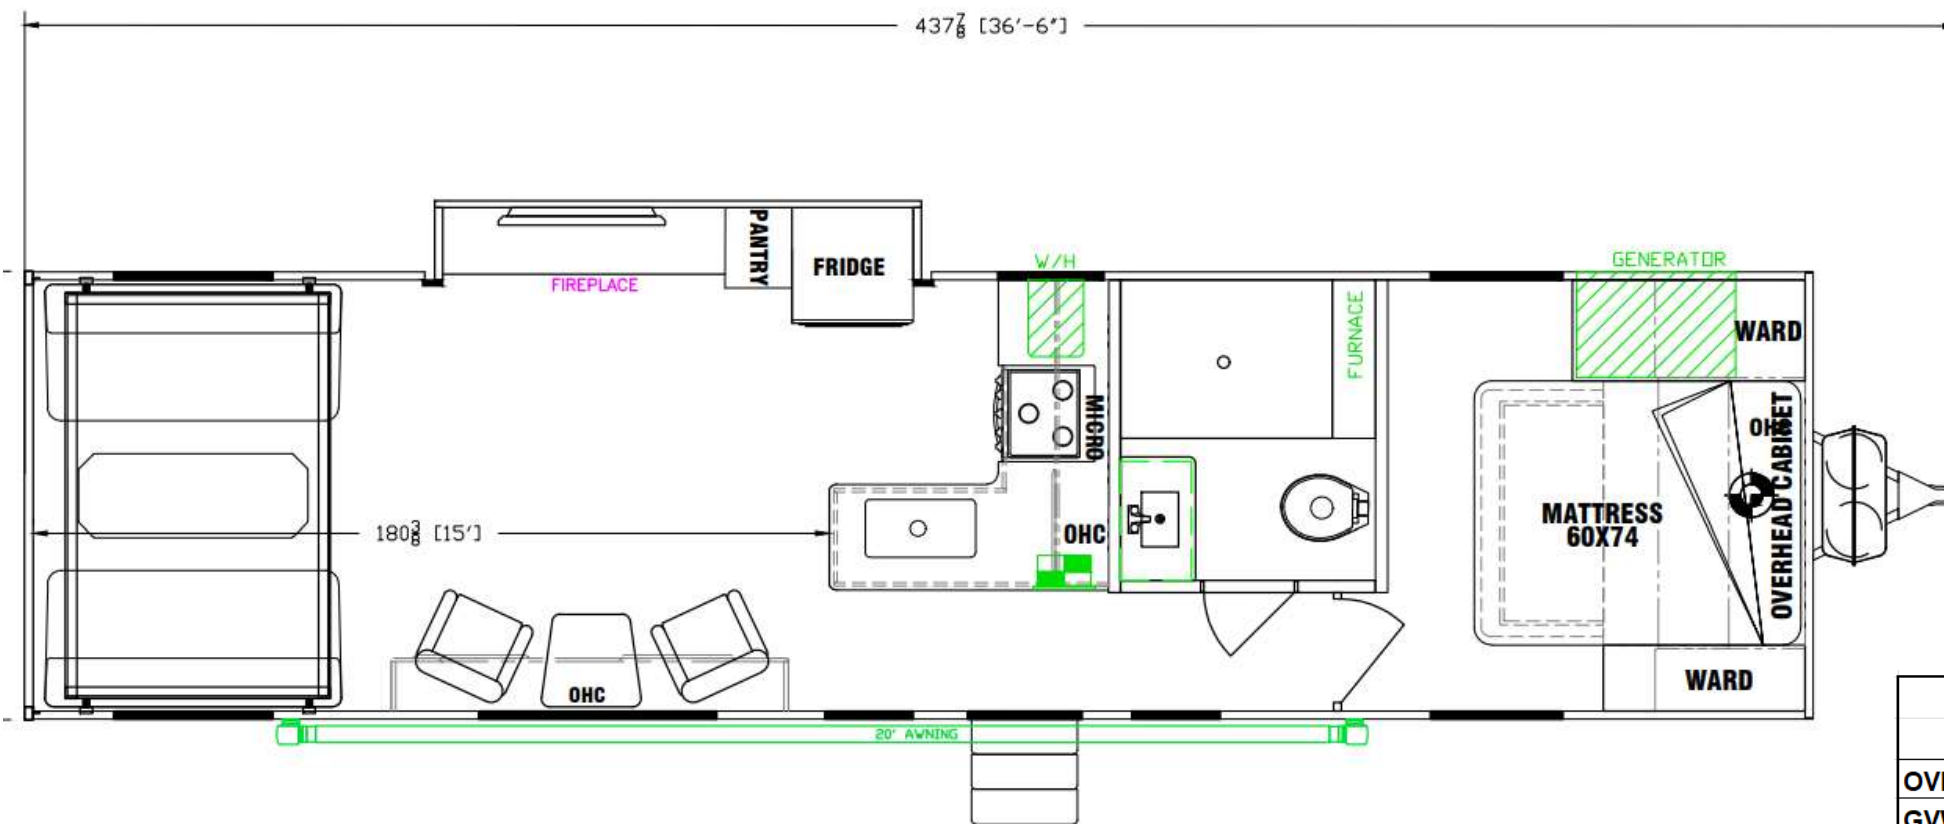 437⅞ [36'-6"]
W/H
GENERATOR
PANTRY
FRIDGE
FIREPLACE
FURNACE
WARD
MICRO
OHC
OVERHEAD CABINET
MATTRESS
60X74
180⅜ [15']
OHC
OHC
WARD
20' AWNING